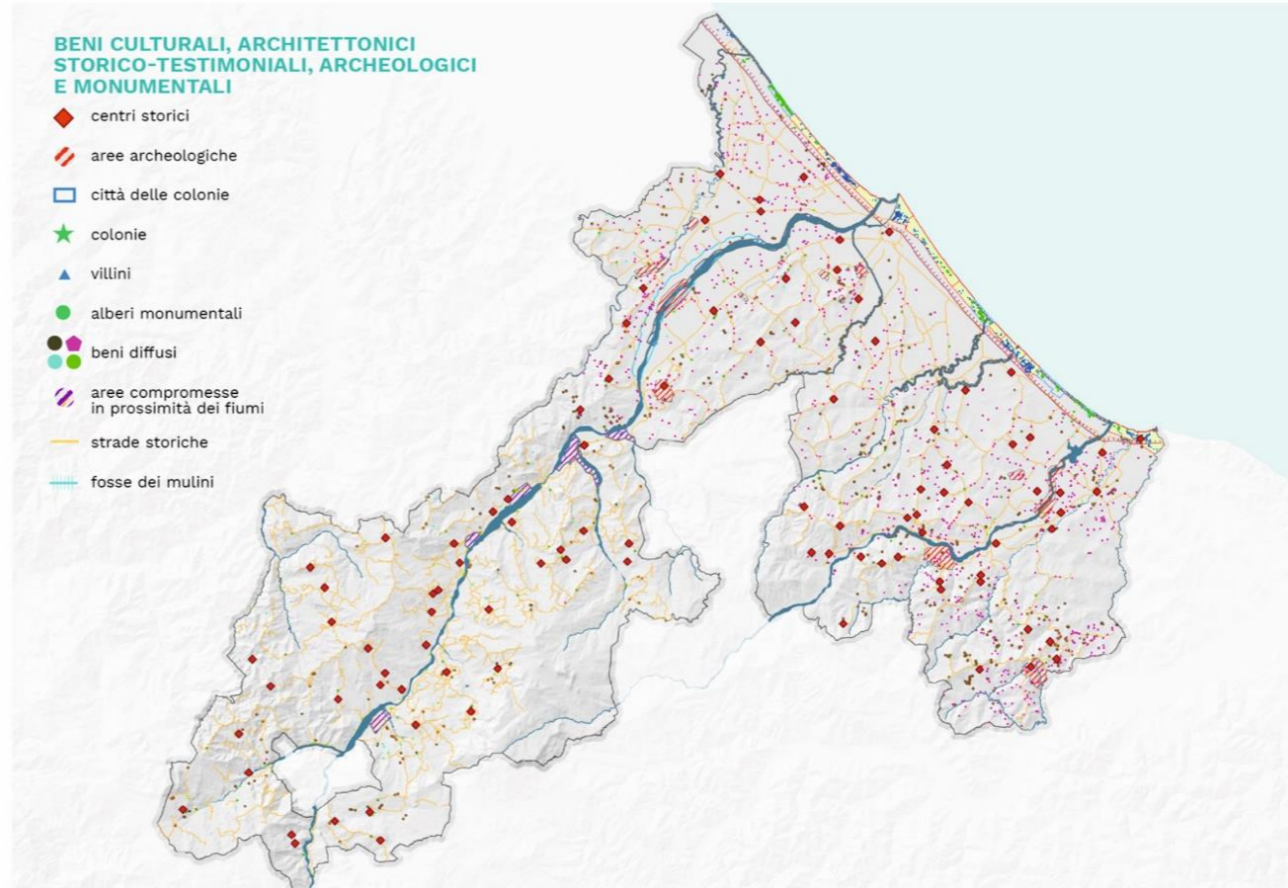 BENI CULTURALI, ARCHITETTONICI
STORICO-TESTIMONIALI, ARCHEOLOGICI
E MONUMENTALI
centri storici
aree archeologiche
città delle colonie
colonie
villini
alberi monumentali
beni diffusi
aree compromesse
in prossimità dei fiumi
strade storiche
fosse dei mulini